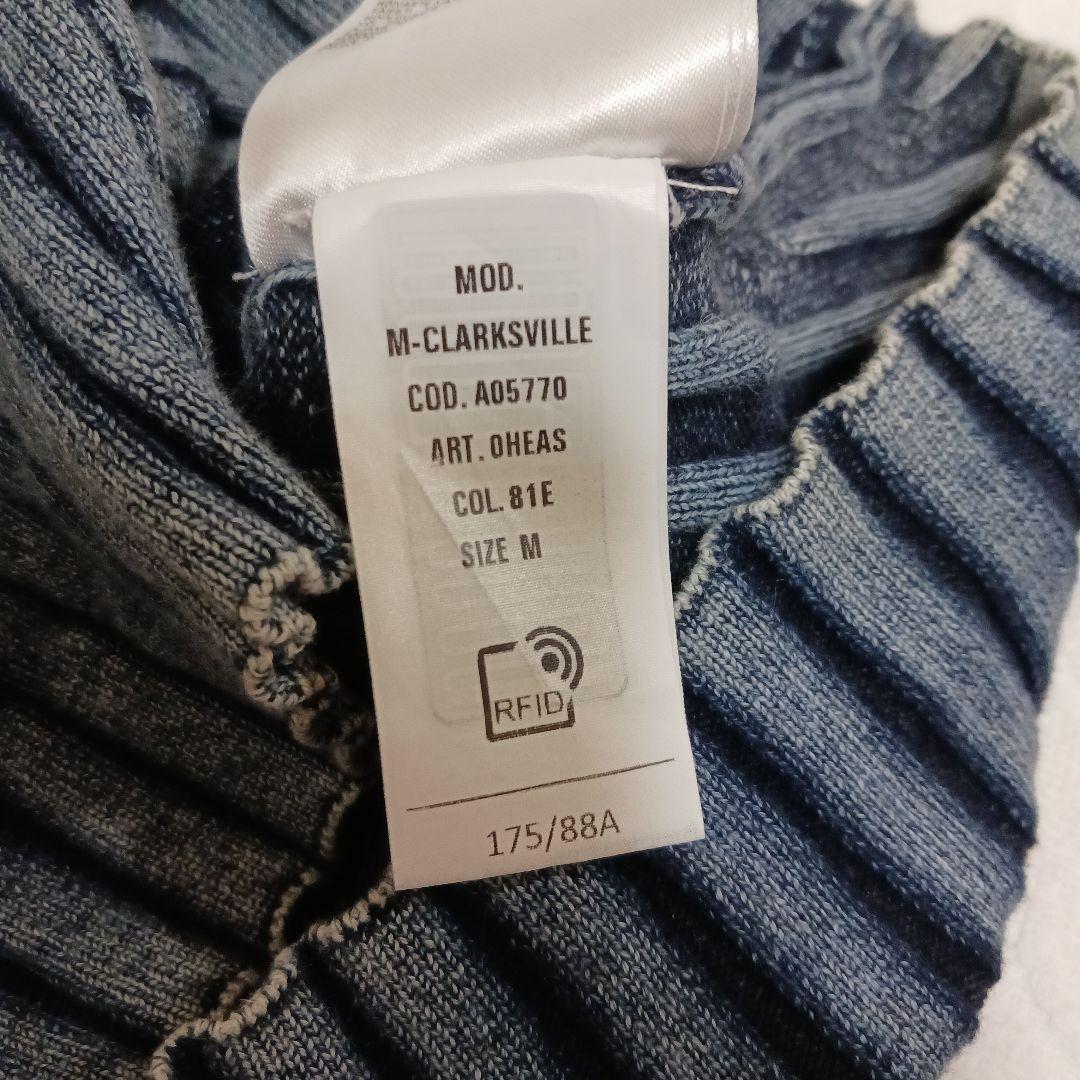 MOD.
M-CLARKSVILLE
COD. A05770
ART. 0HEAS
COL. 81E
SIZE M
RFID
175/88A